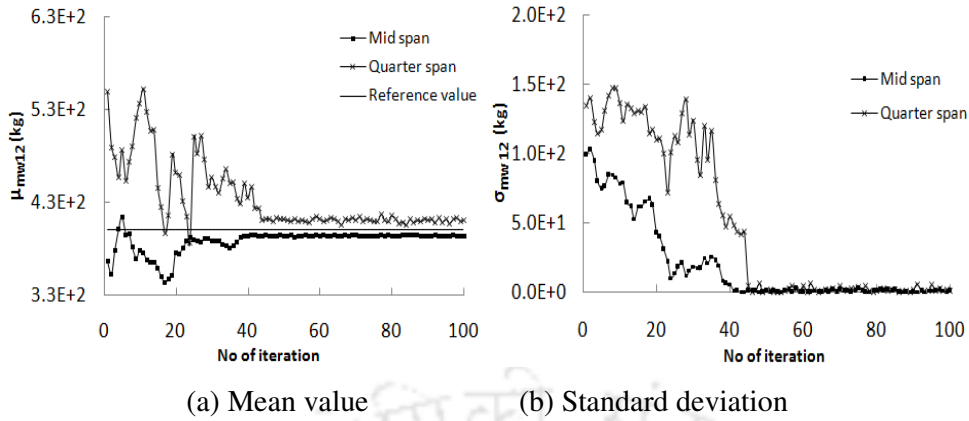 6.3E+2
5.3E+2
4.3E+2
3.3E+2
μmw12 (kg)
Mid span
Quarter span
Reference value
0 20 40 60 80 100
No of iteration
2.0E+2
1.5E+2
1.0E+2
5.0E+1
0.0E+0
σmw 12 (kg)
Mid span
Quarter span
0 20 40 60 80 100
No of iteration
(a) Mean value (b) Standard deviation